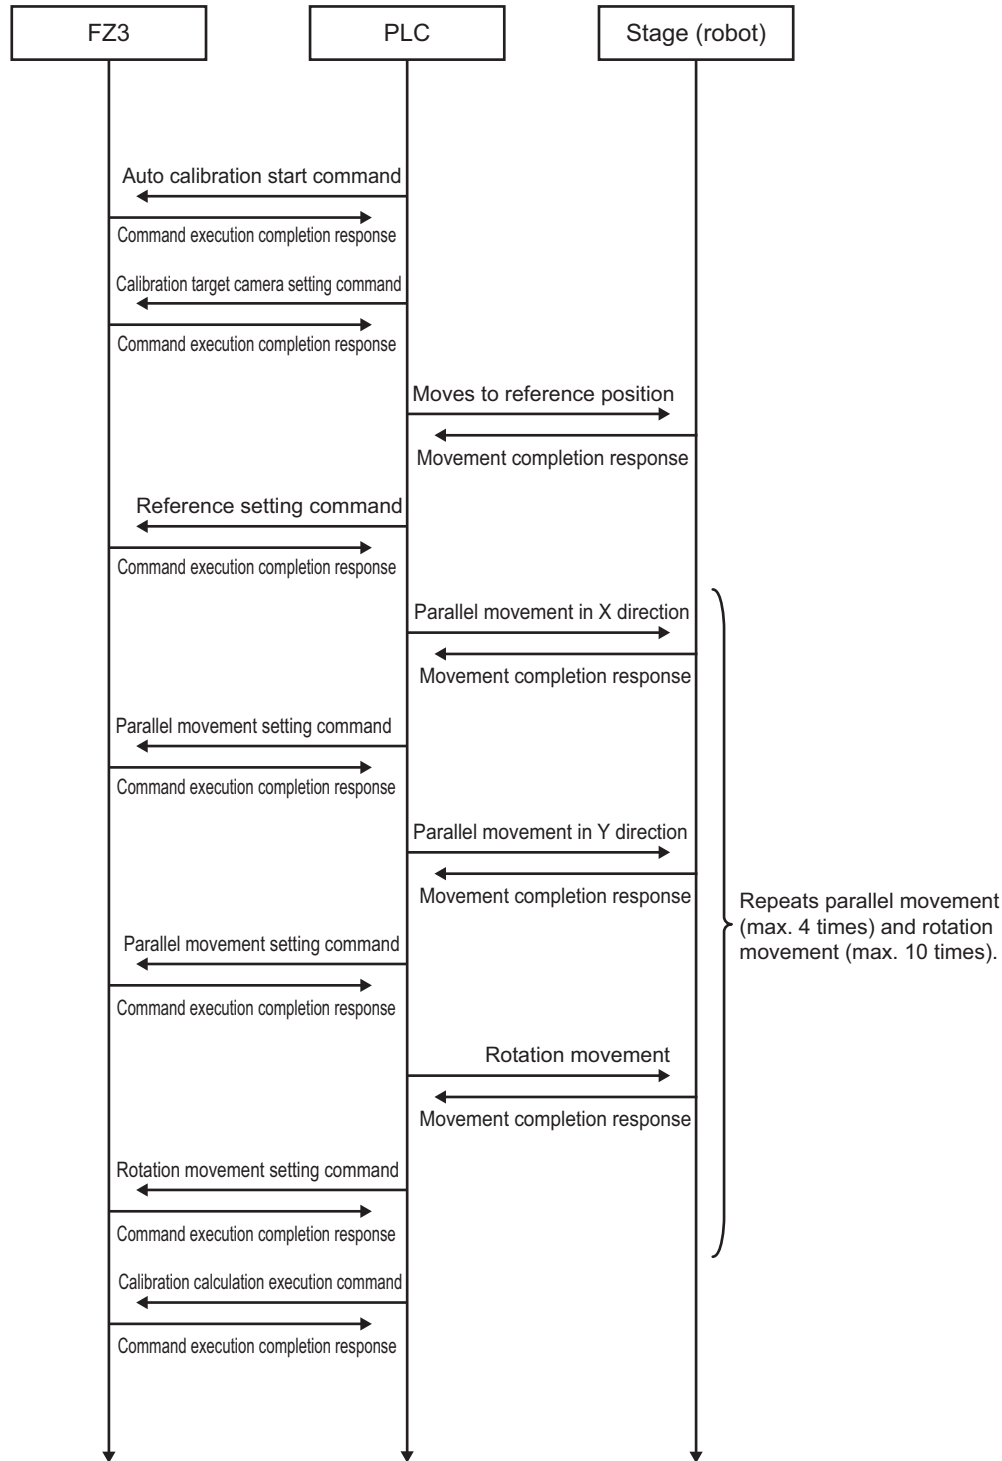 FZ3
PLC
Stage (robot)
Auto calibration start command
Command execution completion response
Calibration target camera setting command
Command execution completion response
Moves to reference position
Movement completion response
Reference setting command
Command execution completion response
Parallel movement in X direction
Movement completion response
Parallel movement setting command
Command execution completion response
Parallel movement in Y direction
Movement completion response
Repeats parallel movement
(max. 4 times) and rotation
movement (max. 10 times).
Parallel movement setting command
Command execution completion response
Rotation movement
Movement completion response
Rotation movement setting command
Command execution completion response
Calibration calculation execution command
Command execution completion response